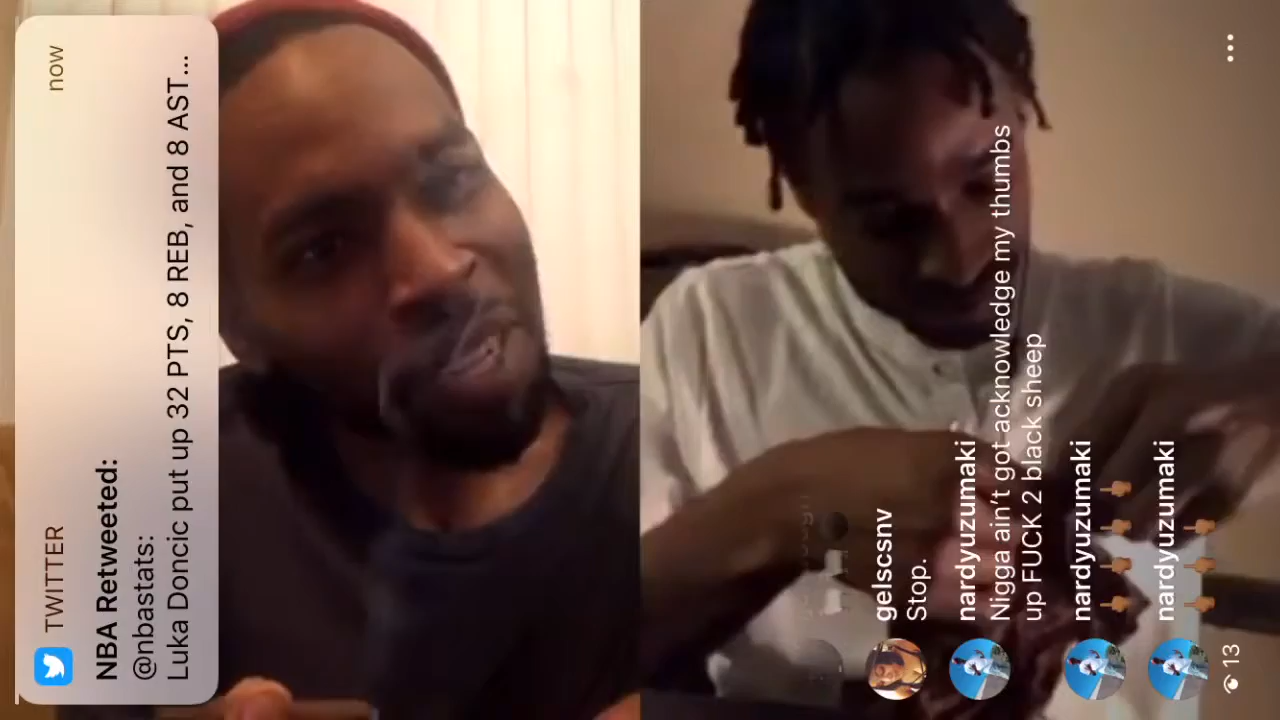 TWITTER
now
NBA Retweeted:
@nbastats:
Luka Doncic put up 32 PTS, 8 REB, and 8 AST...
gelscsnv
Stop.
nardyuzumaki
Nigga ain't got acknowledge my thumbs
up FUCK 2 black sheep
nardyuzumaki
👍🏾👍🏾👍🏾👍🏾
nardyuzumaki
👍🏾👍🏾👍🏾
13